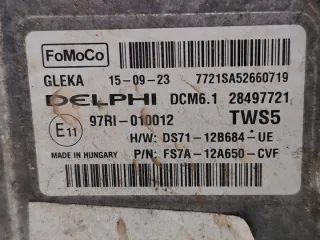 FoMoCo
GLEKA 15-09-23 7721SA52660719
DELPHI DCM6.1 28497721
E11 97RI-010012 TWS5
H/W: DS71-12B684-UE
MADE IN HUNGARY P/N: FS7A-12A650-CVF